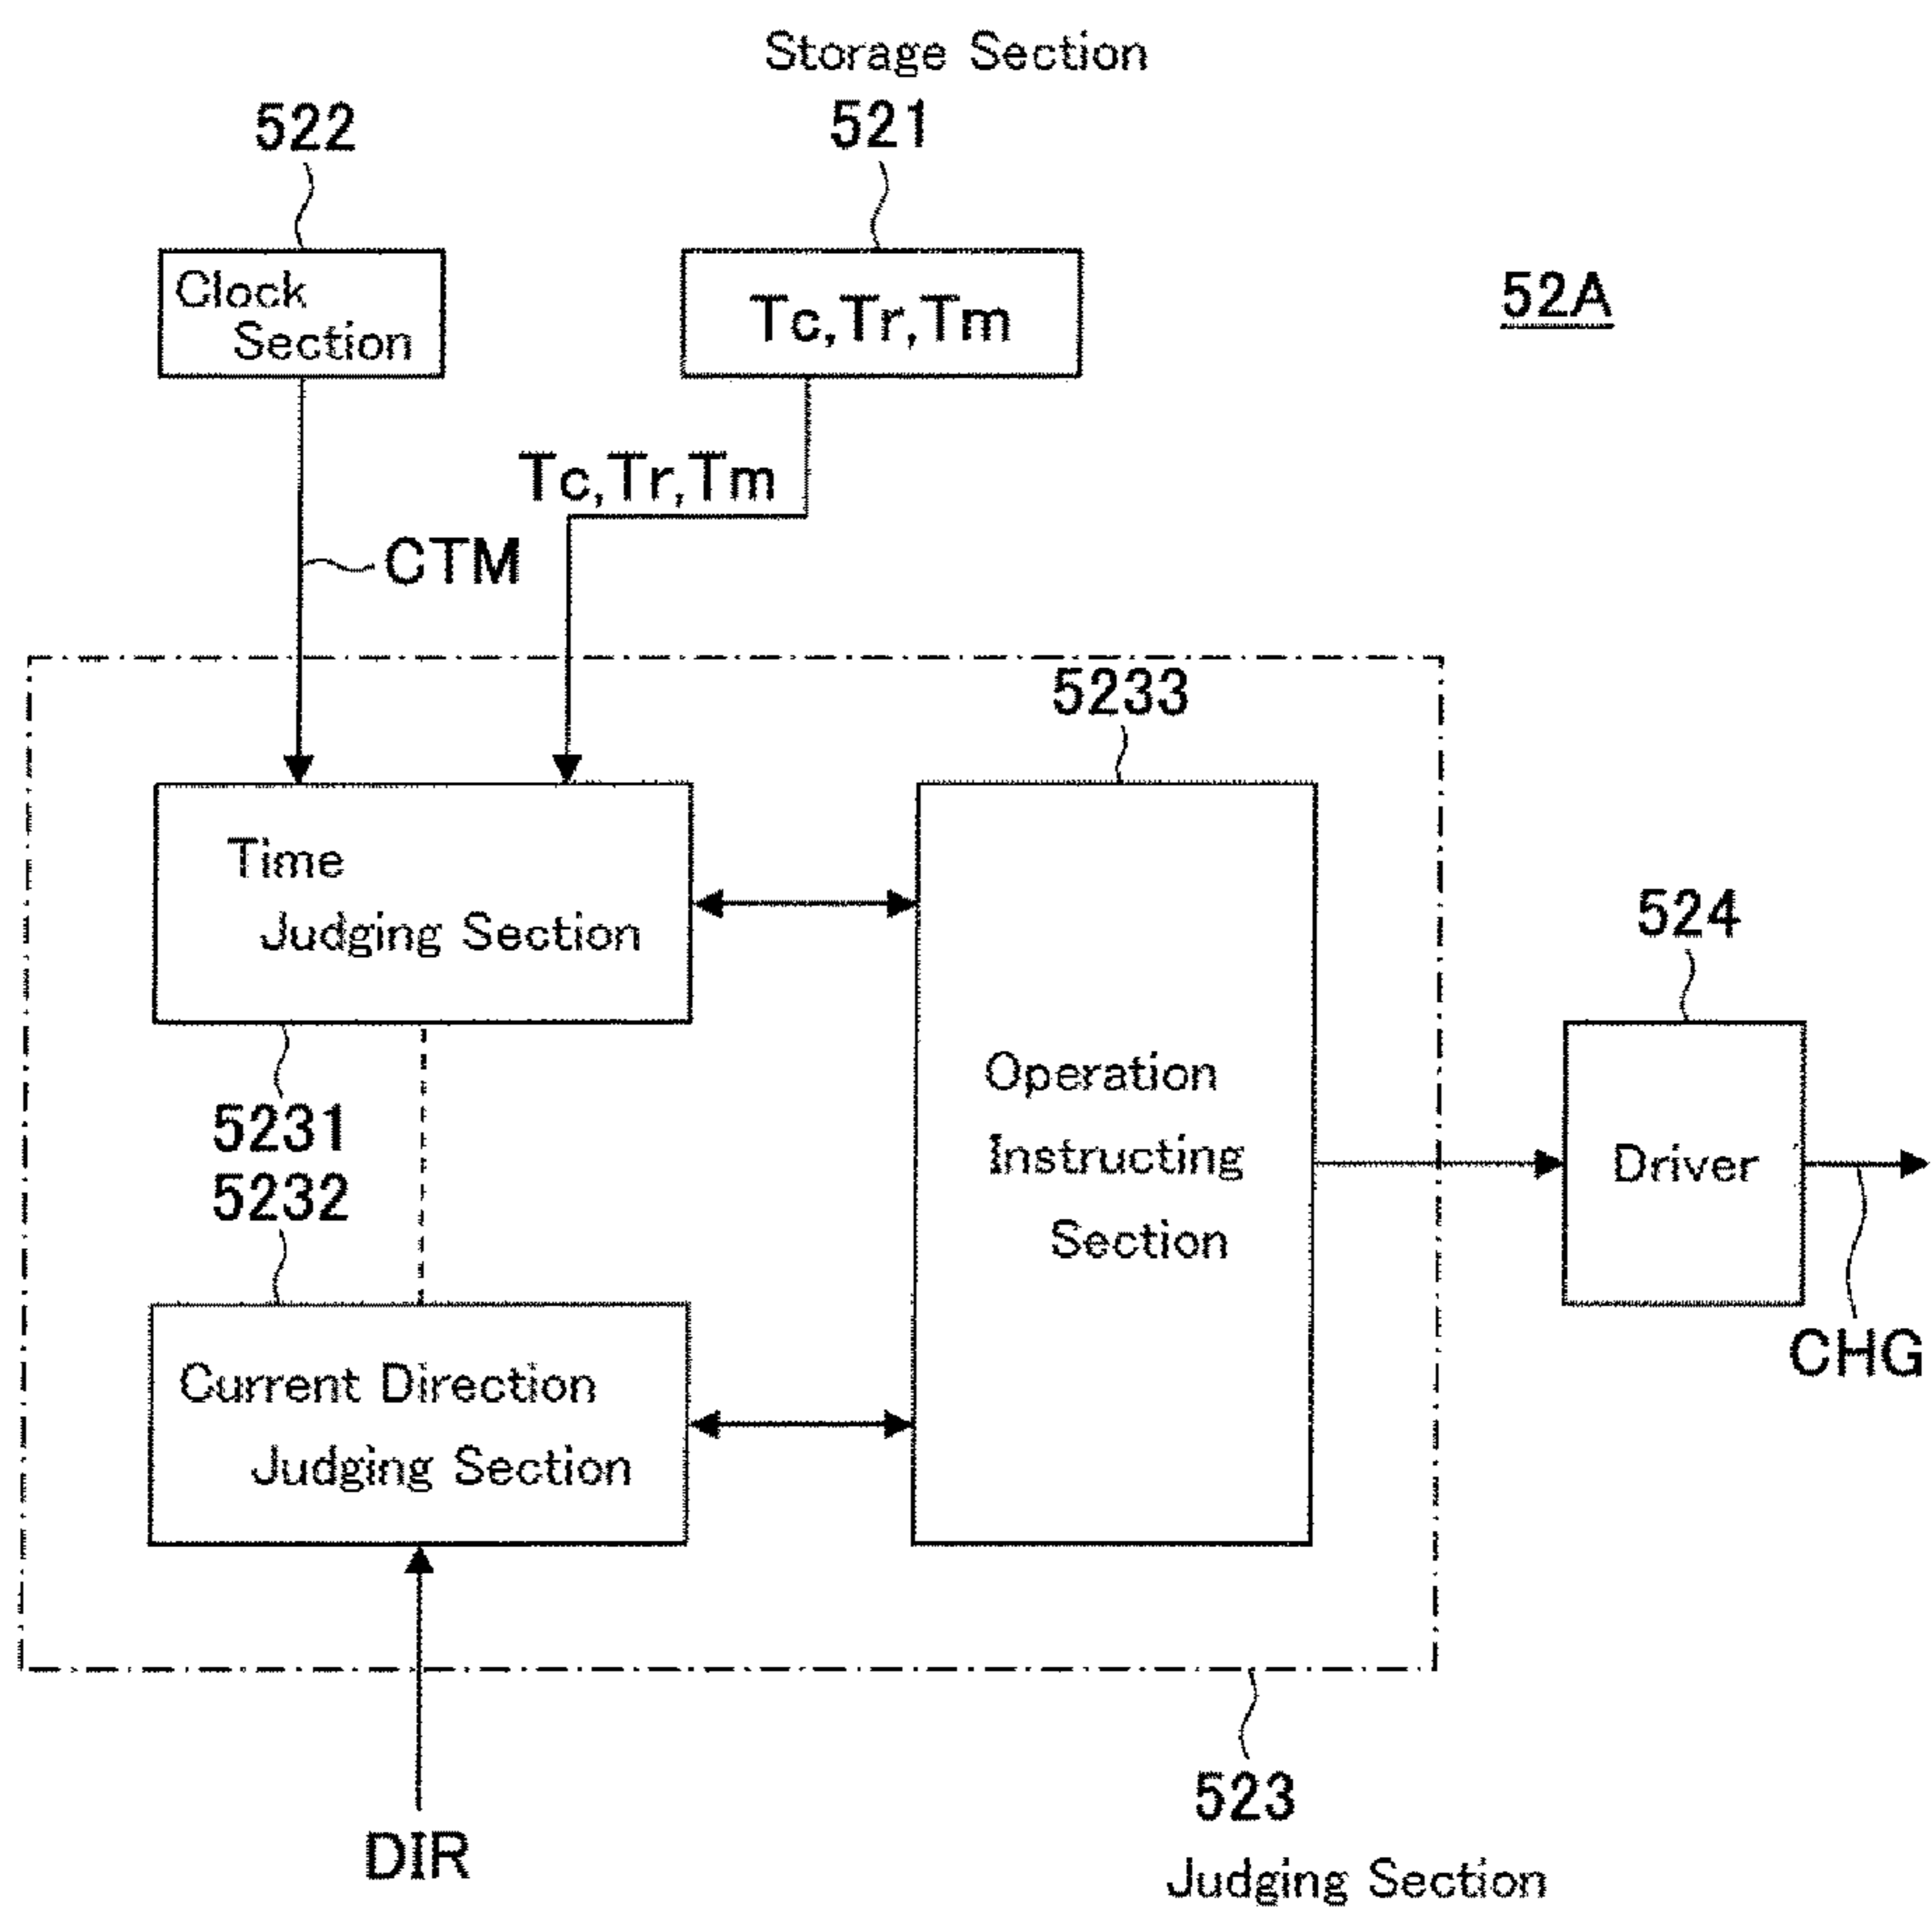 Storage Section
522
521
Clock
Section
Tc,Tr,Tm
52A
Tc,Tr,Tm
CTM
5233
Time
Judging Section
524
5231
5232
Operation
Instructing
Section
Driver
Current Direction
Judging Section
CHG
523
DIR
Judging Section